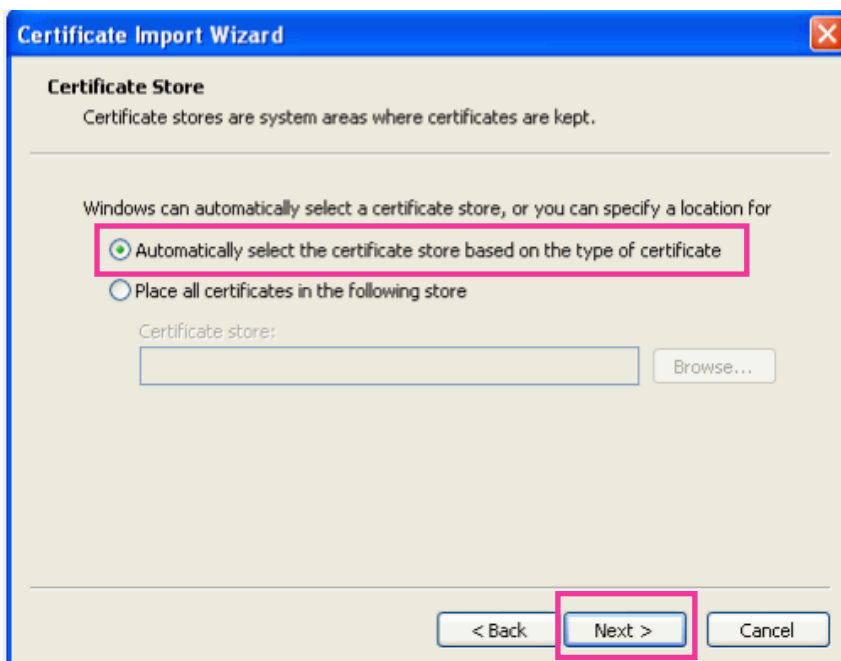 Certificate Import Wizard
Certificate Store
Certificate stores are system areas where certificates are kept.
Windows can automatically select a certificate store, or you can specify a location for
Automatically select the certificate store based on the type of certificate
Place all certificates in the following store
Certificate store:
Browse...
< Back Next > Cancel